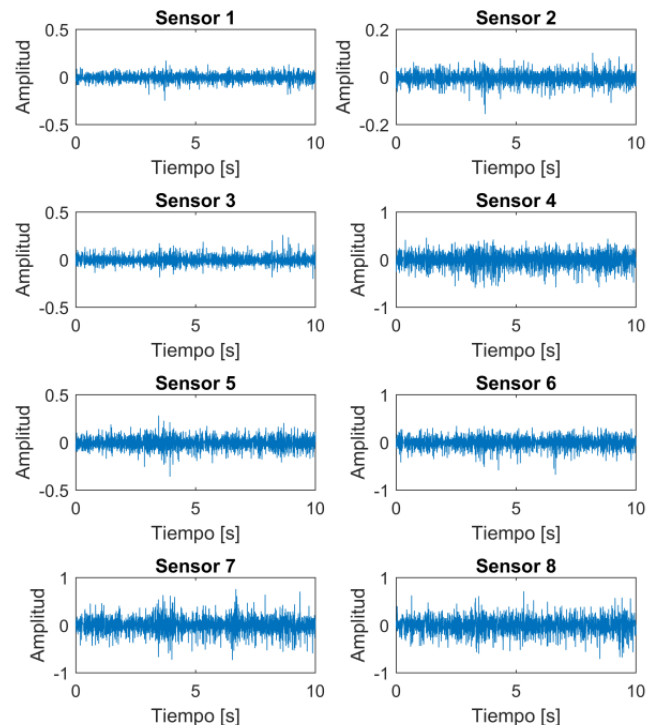 Sensor 1
0.5
0
-0.5
Amplitud
0 5 10
Tiempo [s]
Sensor 2
0.2
0
-0.2
Amplitud
0 5 10
Tiempo [s]
Sensor 3
0.5
0
-0.5
Amplitud
0 5 10
Tiempo [s]
Sensor 4
1
0
-1
Amplitud
0 5 10
Tiempo [s]
Sensor 5
0.5
0
-0.5
Amplitud
0 5 10
Tiempo [s]
Sensor 6
1
0
-1
Amplitud
0 5 10
Tiempo [s]
Sensor 7
1
0
-1
Amplitud
0 5 10
Tiempo [s]
Sensor 8
1
0
-1
Amplitud
0 5 10
Tiempo [s]